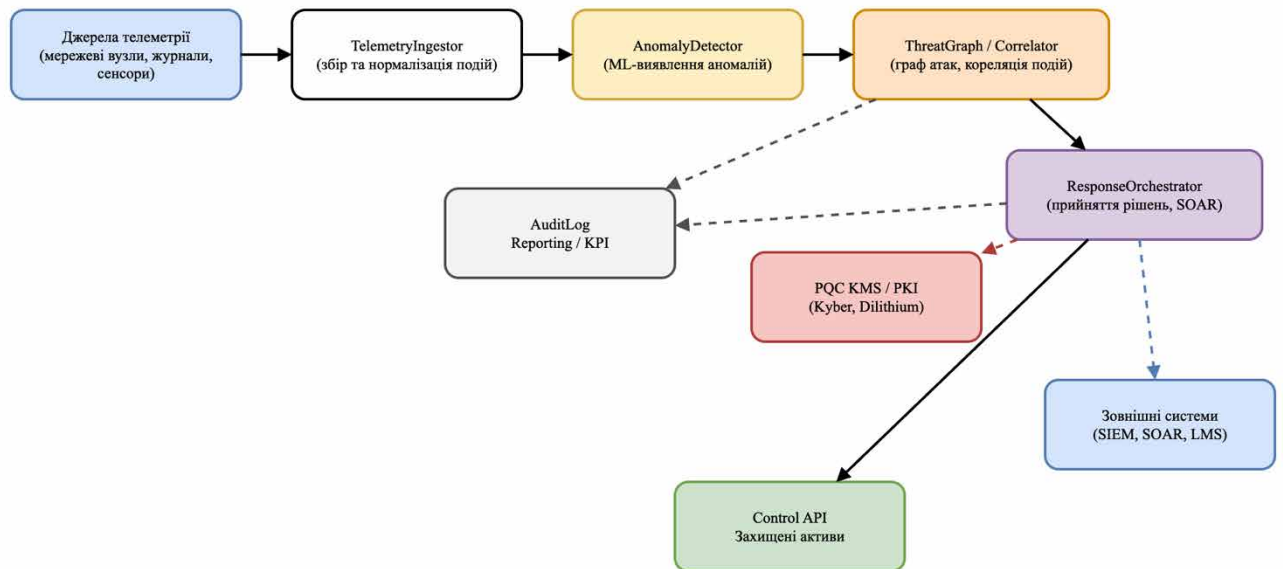 Джерела телеметрії
(мережеві вузли, журнали,
сенсори)
TelemetryIngestor
(збір та нормалізація подій)
AnomalyDetector
(ML-виявлення аномалій)
ThreatGraph / Correlator
(граф атак, кореляція подій)
ResponseOrchestrator
(прийняття рішень, SOAR)
AuditLog
Reporting / KPI
PQC KMS / PKI
(Kyber, Dilithium)
Зовнішні системи
(SIEM, SOAR, LMS)
Control API
Захищені активи